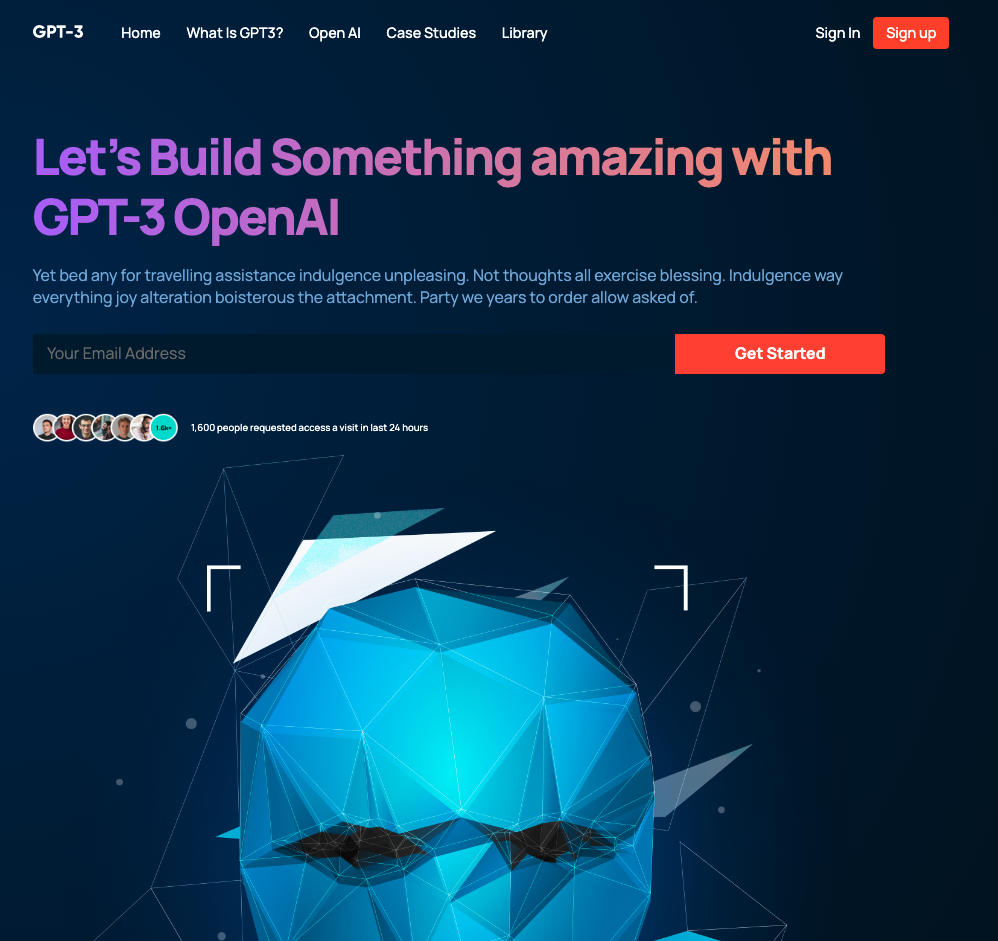 GPT-3
Home
What Is GPT3?
Open AI
Case Studies
Library
Sign In
Sign up
Let's Build Something amazing with
GPT-3 OpenAI
Yet bed any for travelling assistance indulgence unpleasing. Not thoughts all exercise blessing. Indulgence way
everything joy alteration boisterous the attachment. Party we years to order allow asked of.
Your Email Address
Get Started
1.6k+
1,600 people requested access a visit in last 24 hours